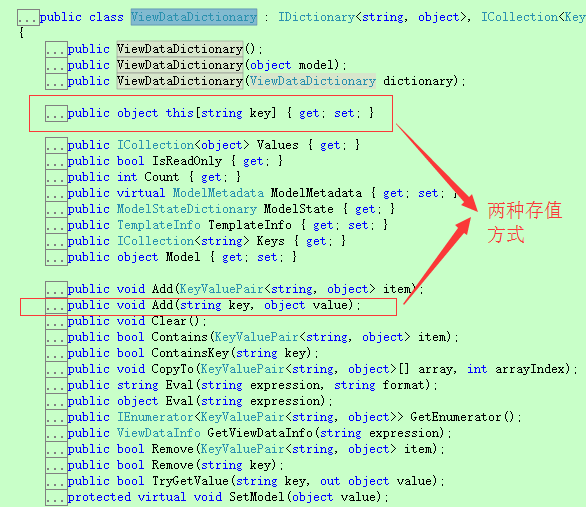 ...public class ViewDataDictionary : IDictionary<string, object>, ICollection<Key
{
...public ViewDataDictionary();
...public ViewDataDictionary(object model);
...public ViewDataDictionary(ViewDataDictionary dictionary);
...public object this[string key] { get; set; }
...public ICollection<object> Values { get; }
...public bool IsReadOnly { get; }
...public int Count { get; }
...public virtual ModelMetadata ModelMetadata { get; set; }
...public ModelStateDictionary ModelState { get; }
...public TemplateInfo TemplateInfo { get; set; }
...public ICollection<string> Keys { get; }
...public object Model { get; set; }
两种存值
方式
...public void Add(KeyValuePair<string, object> item);
...public void Add(string key, object value);
...public void Clear();
...public bool Contains(KeyValuePair<string, object> item);
...public bool ContainsKey(string key);
...public void CopyTo(KeyValuePair<string, object>[] array, int arrayIndex);
...public string Eval(string expression, string format);
...public object Eval(string expression);
...public IEnumerator<KeyValuePair<string, object>> GetEnumerator();
...public ViewDataInfo GetViewDataInfo(string expression);
...public bool Remove(KeyValuePair<string, object> item);
...public bool Remove(string key);
...public bool TryGetValue(string key, out object value);
...protected virtual void SetModel(object value);